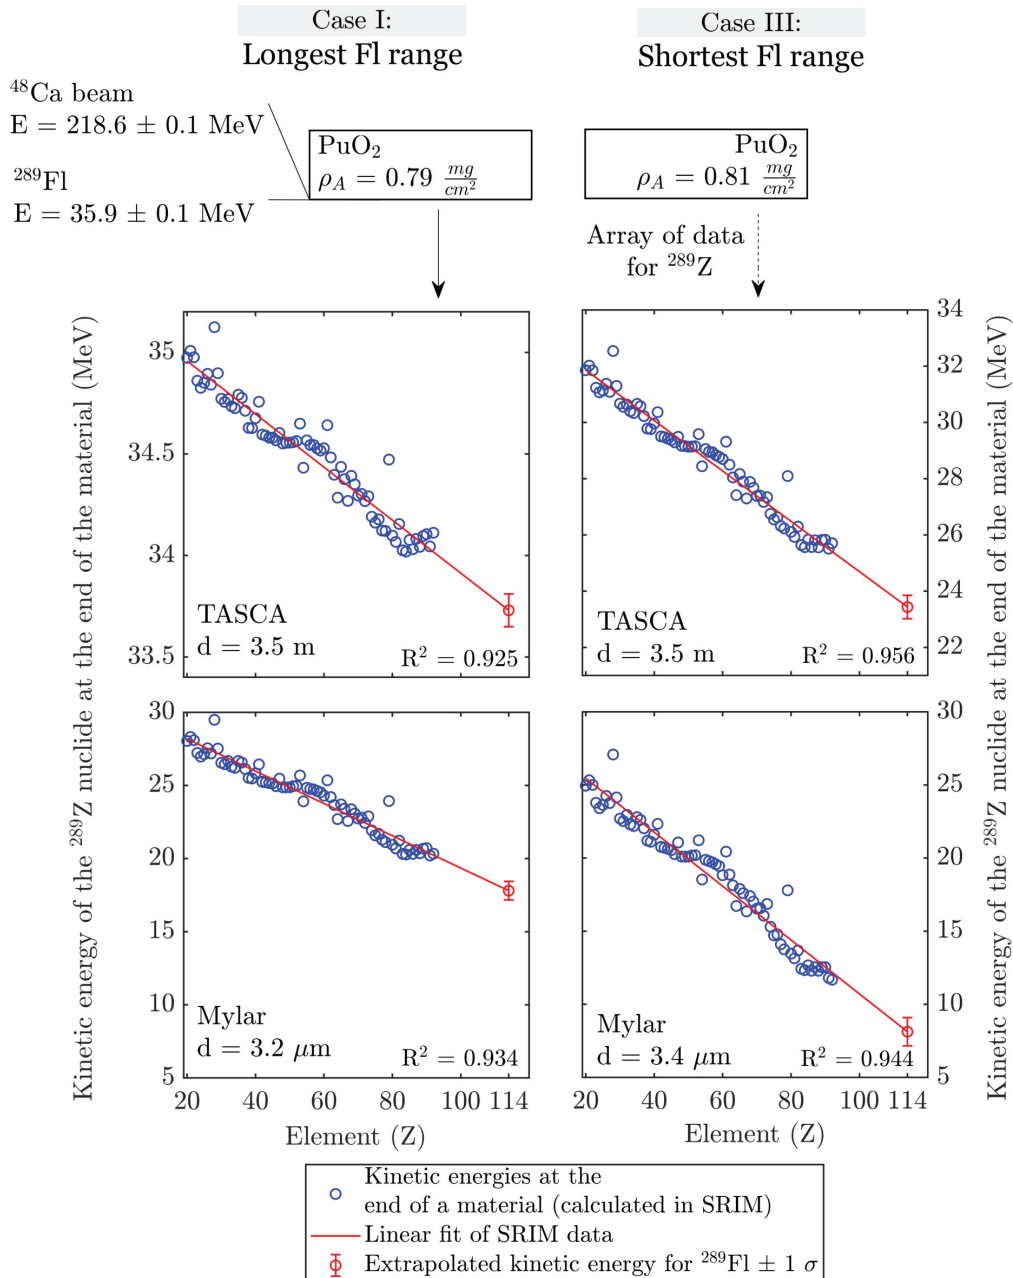 Case I:
Longest Fl range
Case III:
Shortest Fl range
⁴⁸Ca beam
E = 218.6 ± 0.1 MeV
²⁸⁹Fl
E = 35.9 ± 0.1 MeV
PuO₂
ρ_A = 0.79 mg/cm²
PuO₂
ρ_A = 0.81 mg/cm²
Array of data
for ²⁸⁹Z
Kinetic energy of the ²⁸⁹Z nuclide at the end of the material (MeV)
35
34.5
34
33.5
TASCA
d = 3.5 m
R² = 0.925
34
32
30
28
26
24
22
TASCA
d = 3.5 m
R² = 0.956
30
25
20
15
10
5
Mylar
d = 3.2 μm
R² = 0.934
20 40 60 80 100 114
Element (Z)
30
25
20
15
10
5
Mylar
d = 3.4 μm
R² = 0.944
20 40 60 80 100 114
Element (Z)
Kinetic energy of the ²⁸⁹Z nuclide at the end of the material (MeV)
Kinetic energies at the
end of a material (calculated in SRIM)
Linear fit of SRIM data
Extrapolated kinetic energy for ²⁸⁹Fl ± 1 σ